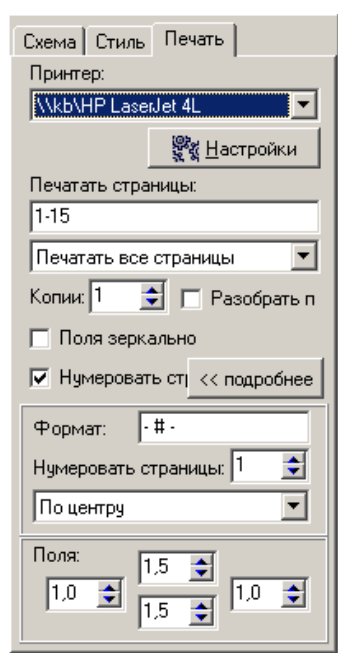 Схема Стиль Печать
Принтер:
\\kb\HP LaserJet 4L
Настройки
Печатать страницы:
1-15
Печатать все страницы
Копии: 1 Разобрать п
Поля зеркально
Нумеровать стр << подробнее
Формат: - # -
Нумеровать страницы: 1
По центру
Поля:
1,5
1,0 1,0
1,5